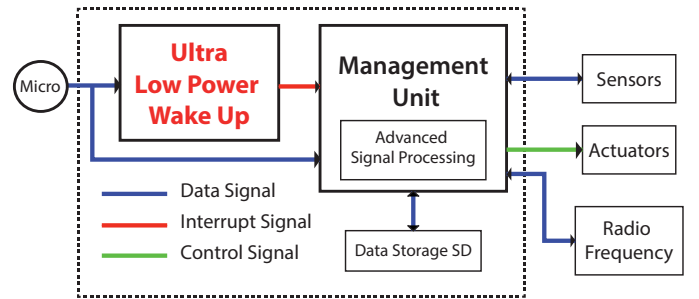 Micro
Ultra
Low Power
Wake Up
Management
Unit
Advanced
Signal Processing
Sensors
Actuators
Radio
Frequency
Data Storage SD
Data Signal
Interrupt Signal
Control Signal